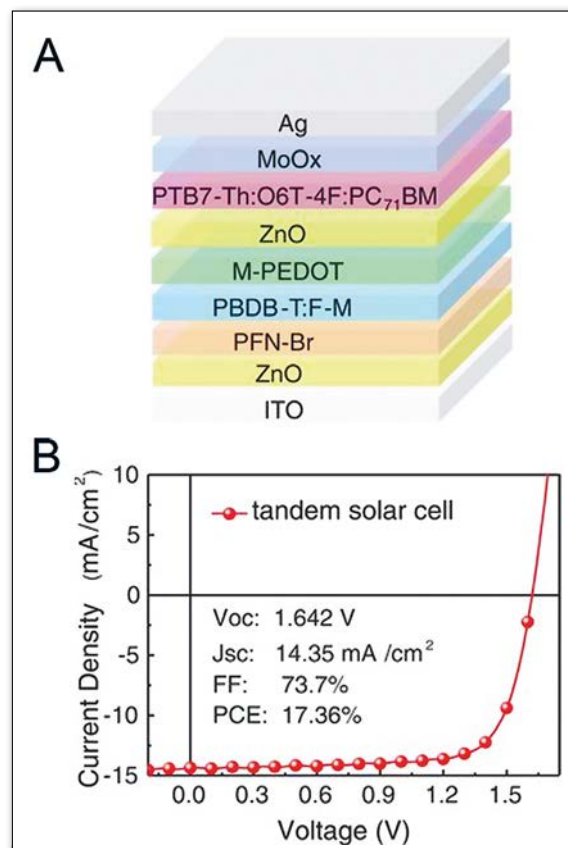 A
Ag
MoOx
PTB7-Th:O6T-4F:PC₇₁BM
ZnO
M-PEDOT
PBDB-T:F-M
PFN-Br
ZnO
ITO
B
Current Density (mA/cm²)
10
5
0
-5
-10
-15
tandem solar cell
Voc: 1.642 V
Jsc: 14.35 mA /cm²
FF: 73.7%
PCE: 17.36%
0.0 0.3 0.6 0.9 1.2 1.5
Voltage (V)